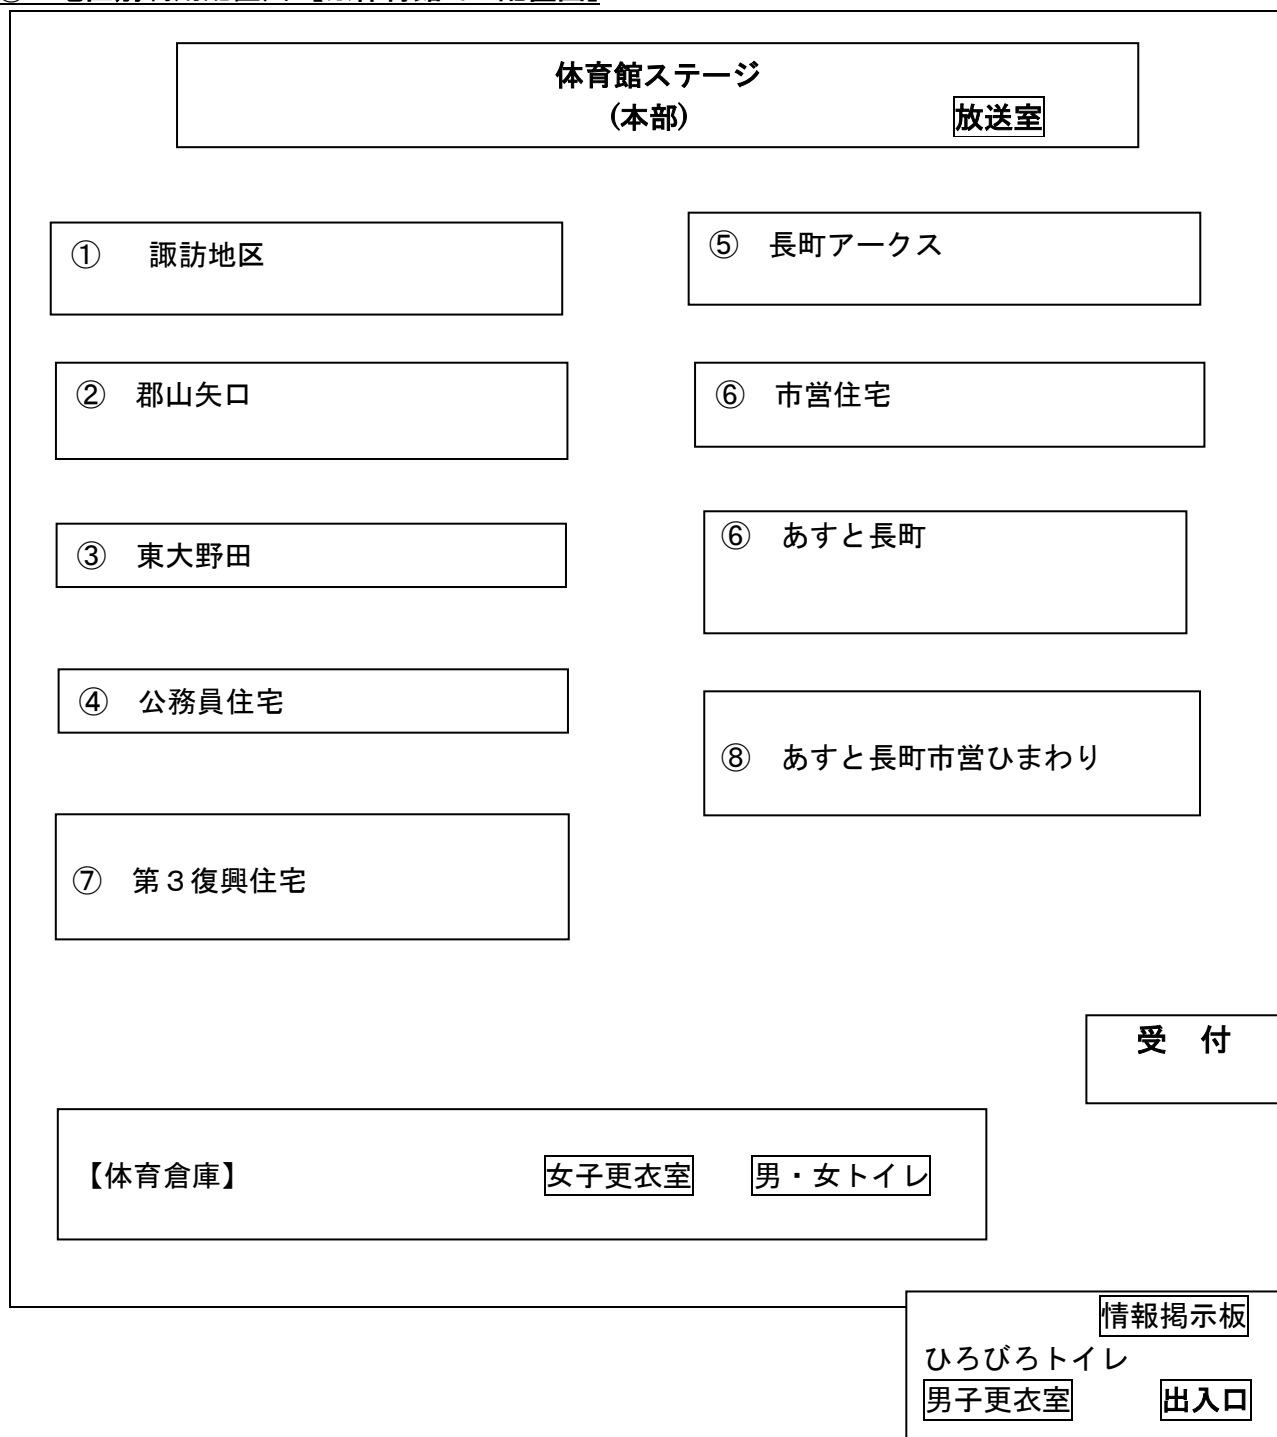 体育館ステージ
(本部)
放送室
① 諏訪地区
⑤ 長町アークス
② 郡山矢口
⑥ 市営住宅
③ 東大野田
⑥ あすと長町
④ 公務員住宅
⑧ あすと長町市営ひまわり
⑦ 第３復興住宅
受 付
【体育倉庫】 女子更衣室 男・女トイレ
情報掲示板
ひろびろトイレ
男子更衣室 出入口